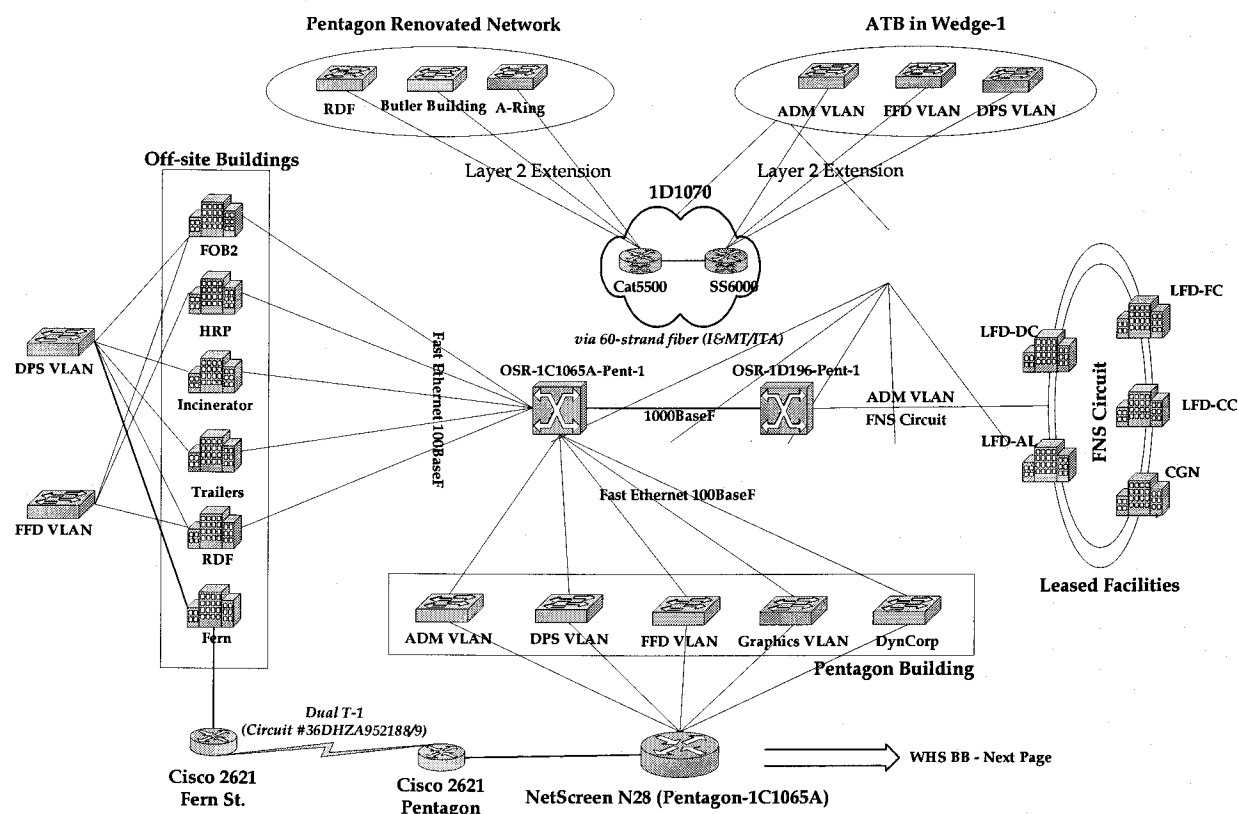 Pentagon Renovated Network
ATB in Wedge-1
RDF
Butler Building
A-Ring
ADM VLAN
FFD VLAN
DPS VLAN
Off-site Buildings
Layer 2 Extension
Layer 2 Extension
1D1070
FOB2
Cat5500
SS6000
HRP
LFD-FC
LFD-DC
via 60-strand fiber (I&MT/ITA)
DPS VLAN
Fast Ethernet 100BaseF
OSR-1C1065A-Pent-1
OSR-1D196-Pent-1
Incinerator
1000BaseF
ADM VLAN
FNS Circuit
FNS Circuit
LFD-CC
LFD-AL
Trailers
Fast Ethernet 100BaseF
CGN
FFD VLAN
RDF
Leased Facilities
Fern
ADM VLAN
DPS VLAN
FFD VLAN
Graphics VLAN
DynCorp
Pentagon Building
Dual T-1
(Circuit #36DHZA952188/9)
WHS BB - Next Page
Cisco 2621
Fern St.
Cisco 2621
Pentagon
NetScreen N28 (Pentagon-1C1065A)